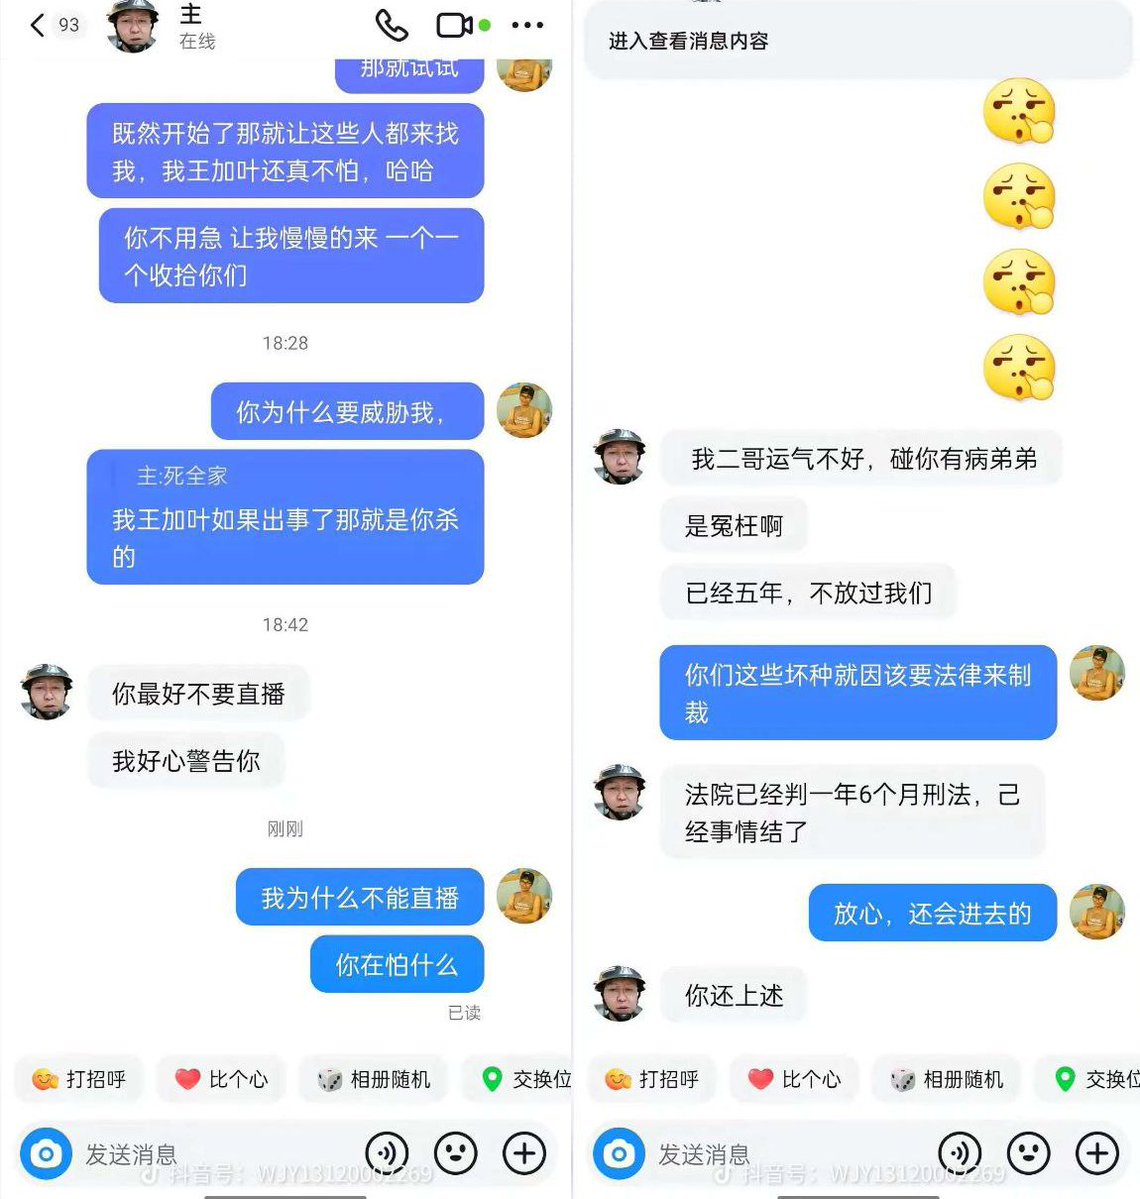 93
主
在线
那就试试
既然开始了那就让这些人都来找
我，我王加叶还真不怕，哈哈
你不用急 让我慢慢的来 一个一
个收拾你们
18:28
你为什么要威胁我，
主:死全家
我王加叶如果出事了那就是你杀
的
18:42
你最好不要直播
我好心警告你
刚刚
我为什么不能直播
你在怕什么
已读
打招呼
比个心
相册随机
交换位
发送消息
抖音号：WJY13120002269
进入查看消息内容
我二哥运气不好，碰你有病弟弟
是冤枉啊
已经五年，不放过我们
你们这些坏种就因该要法律来制
裁
法院已经判一年6个月刑法，己
经事情结了
放心，还会进去的
你还上述
打招呼
比个心
相册随机
交换位
发送消息
抖音号：WJY13120002269